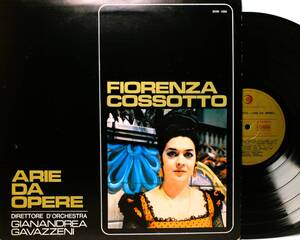 FIORENZA
COSSOTTO
ARIE
DA
OPERE
DIRETTORE D'ORCHESTRA
GIANANDREA
GAVAZZENI